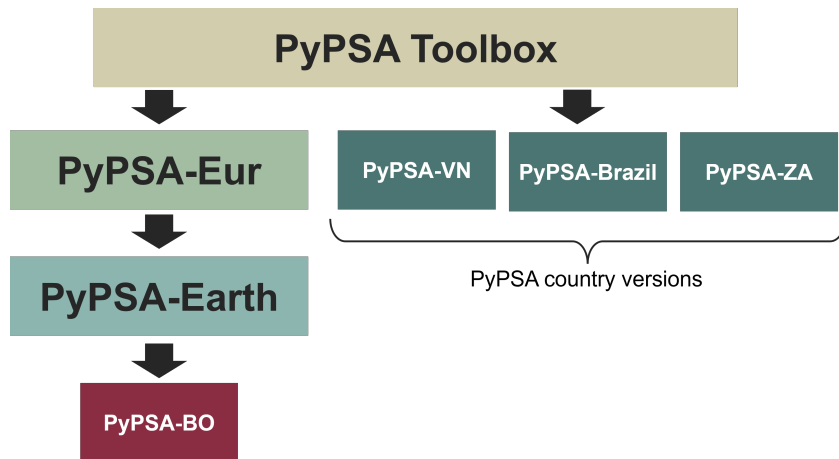 PyPSA Toolbox
PyPSA-Eur
PyPSA-VN
PyPSA-Brazil
PyPSA-ZA
PyPSA country versions
PyPSA-Earth
PyPSA-BO